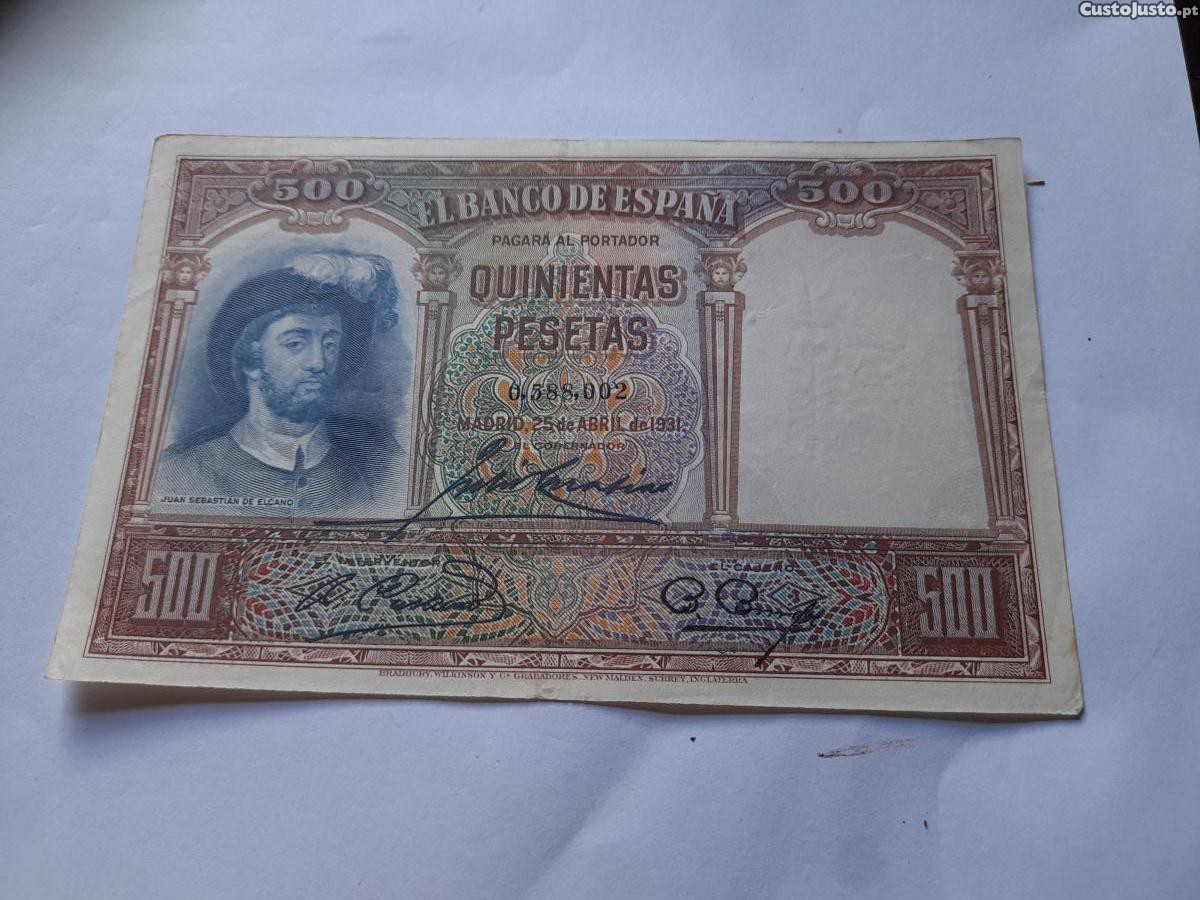 CustoJusto.pt
500
EL BANCO DE ESPAÑA
500
PAGARÁ AL PORTADOR
QUINIENTAS
PESETAS
0,588,002
MADRID, 25 de ABRIL de 1931.
EL GOBERNADOR
JUAN SEBASTIÁN DE ELCANO
500
EL INTERVENTOR
EL CAJERO
500
BRADBURY, WILKINSON Y Cª GRABADORES, NEW MALDEN, SURREY, INGLATERRA